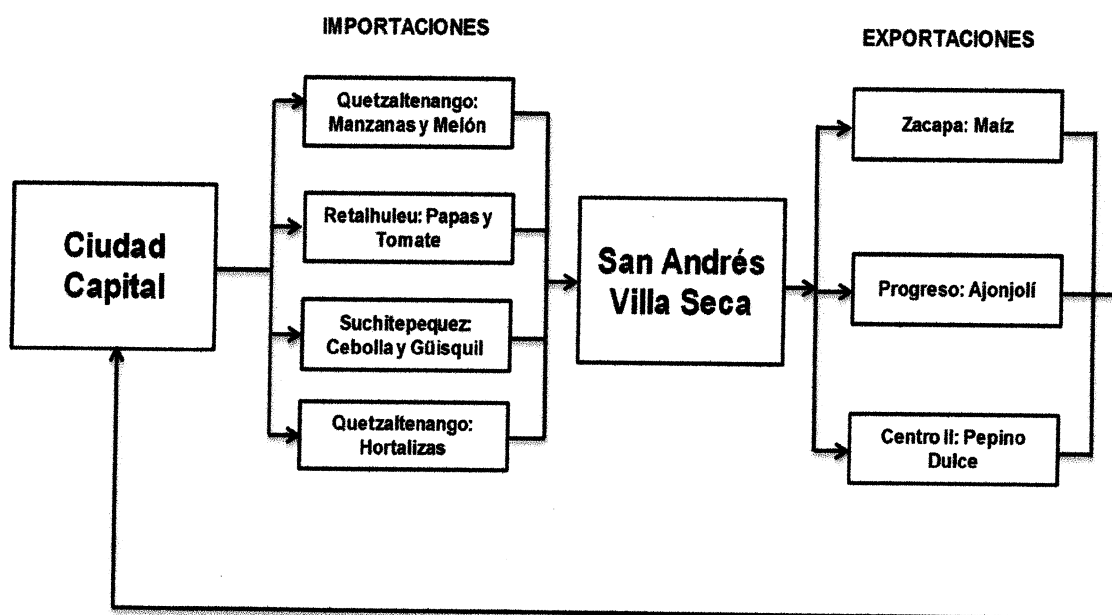 IMPORTACIONES
EXPORTACIONES
Quetzaltenango:
Manzanas y Melón
Retalhuleu: Papas y
Tomate
Suchitepequez:
Cebolla y Güisquil
Quetzaltenango:
Hortalizas
Ciudad
Capital
San Andrés
Villa Seca
Zacapa: Maíz
Progreso: Ajonjolí
Centro II: Pepino
Dulce